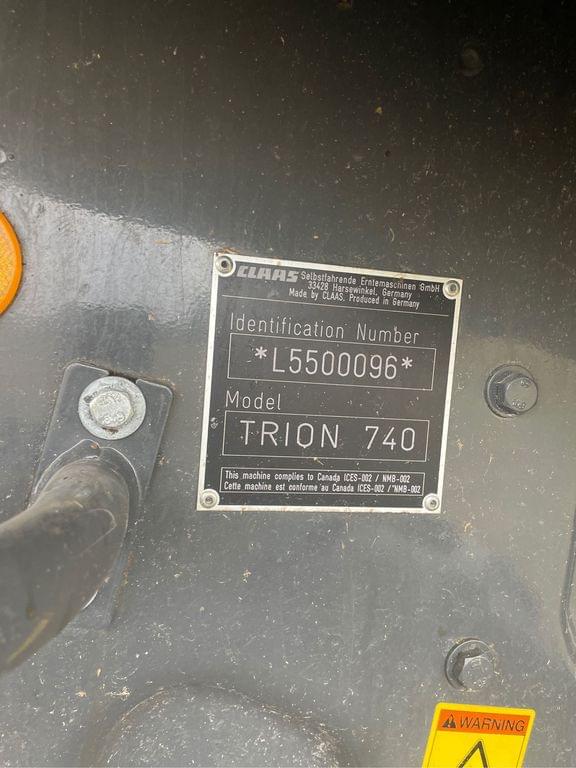 CLAAS Selbstfahrende Erntemaschinen GmbH
33428 Harsewinkel, Germany
Made by CLAAS, Produced in Germany
Identification Number
*L5500096*
Model
TRION 740
This machine complies to Canada ICES-002 / NMB-002
Cette machine est conforme au Canada ICES-002 / NMB-002
WARNING